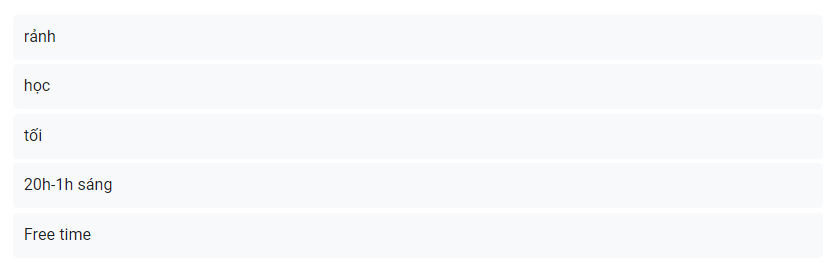 rảnh
học
tối
20h-1h sáng
Free time